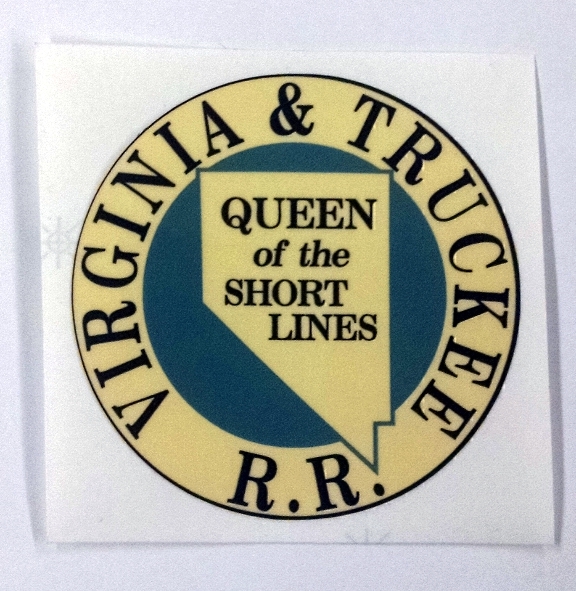 VIRGINIA & TRUCKEE
R.R.
QUEEN
of the
SHORT
LINES